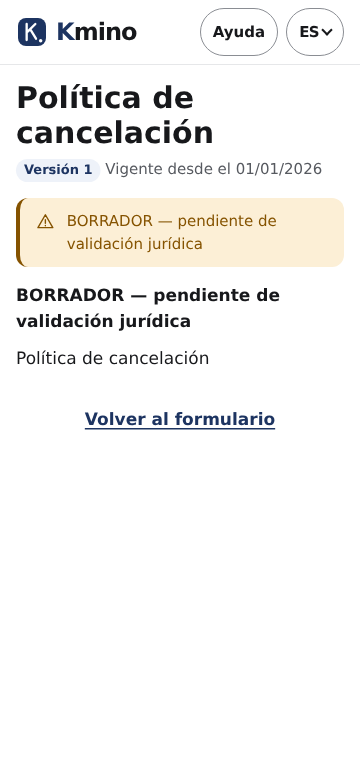 K. Kmino
Ayuda
ES
Política de
cancelación
Versión 1 Vigente desde el 01/01/2026
BORRADOR — pendiente de
validación jurídica
BORRADOR — pendiente de
validación jurídica
Política de cancelación
Volver al formulario